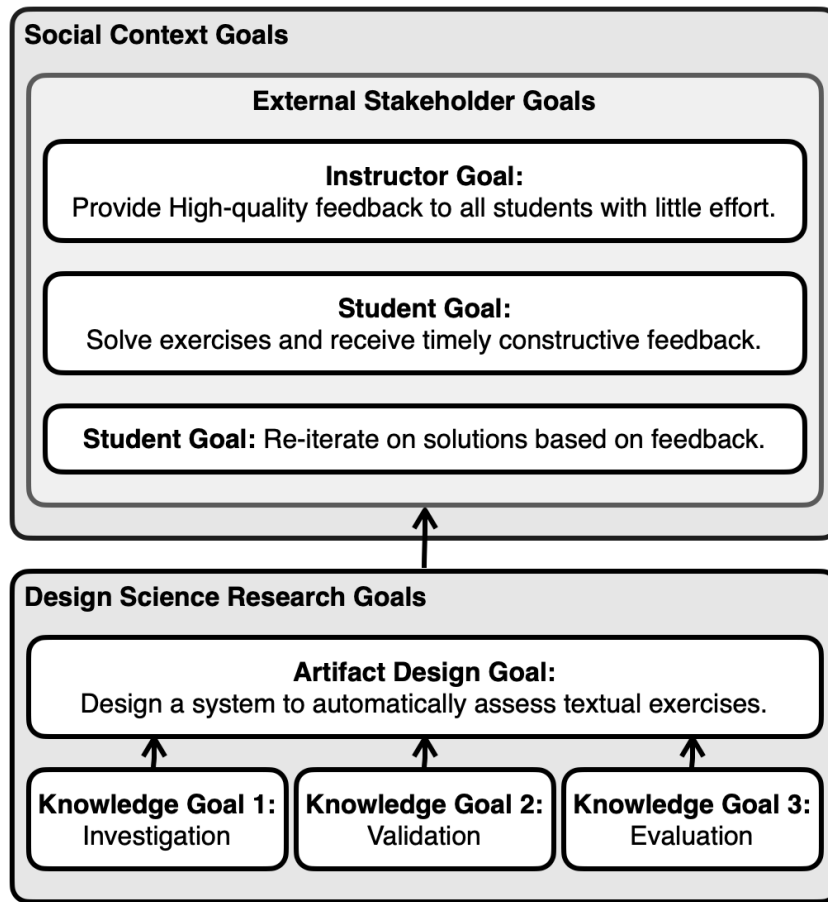 Social Context Goals
External Stakeholder Goals
Instructor Goal:
Provide High-quality feedback to all students with little effort.
Student Goal:
Solve exercises and receive timely constructive feedback.
Student Goal: Re-iterate on solutions based on feedback.
Design Science Research Goals
Artifact Design Goal:
Design a system to automatically assess textual exercises.
Knowledge Goal 1:
Investigation
Knowledge Goal 2:
Validation
Knowledge Goal 3:
Evaluation